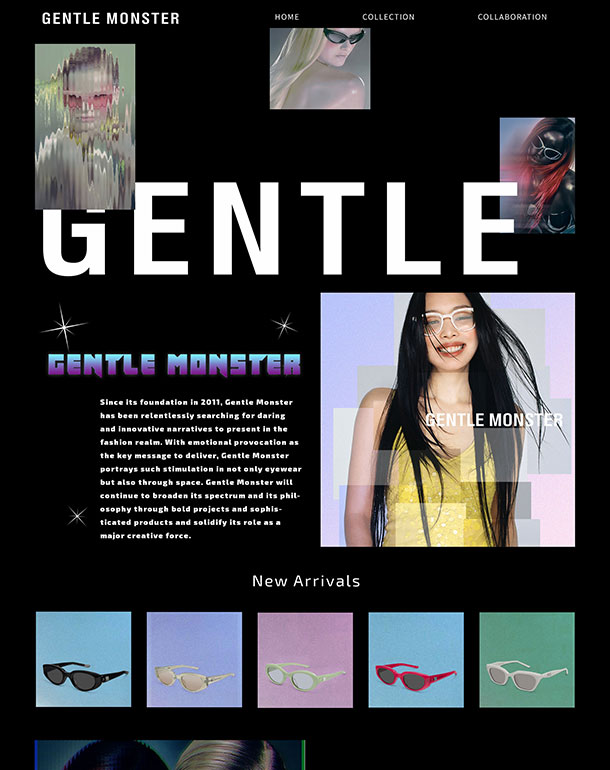 GENTLE MONSTER
HOME
COLLECTION
COLLABORATION
GENTLE
GENTLE MONSTER
Since its foundation in 2011, Gentle Monster
has been relentlessly searching for daring
and innovative narratives to present in the
fashion realm. With emotional provocation as
the key message to deliver, Gentle Monster
portrays such stimulation in not only eyewear
but also through space. Gentle Monster will
continue to broaden its spectrum and its phil-
osophy through bold projects and sophis-
ticated products and solidify its role as a
major creative force.
GENTLE MONSTER
New Arrivals